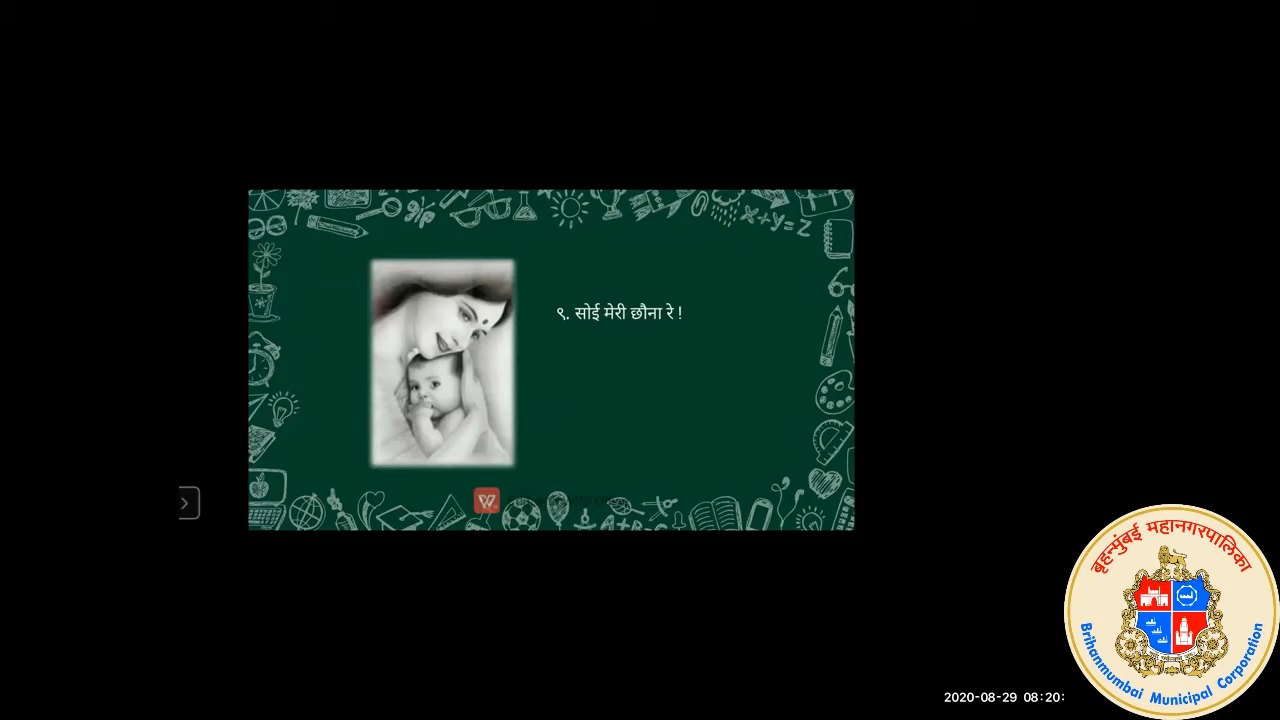 x+y=z
९. सोई मेरी छौना रे !
बृहन्मुंबई महानगरपालिका
Brihanmumbai Municipal Corporation
2020-08-29 08:20: